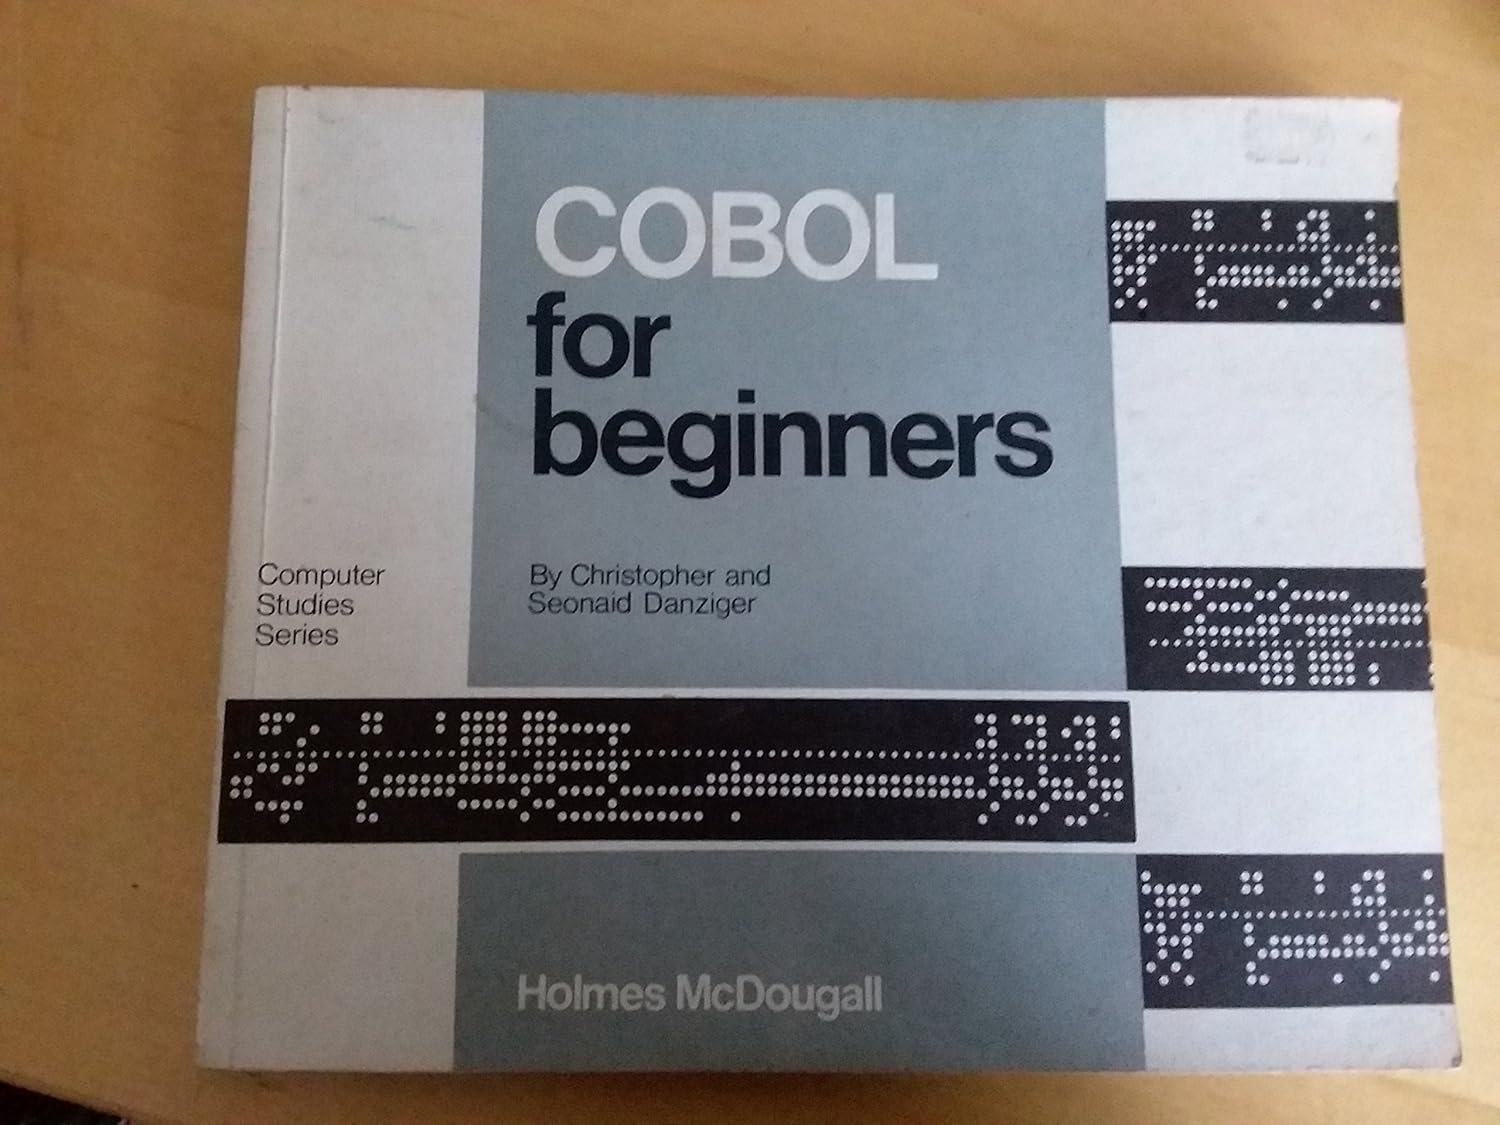 COBOL
for
beginners
By Christopher and
Seonaid Danziger
Computer
Studies
Series
Holmes McDougall